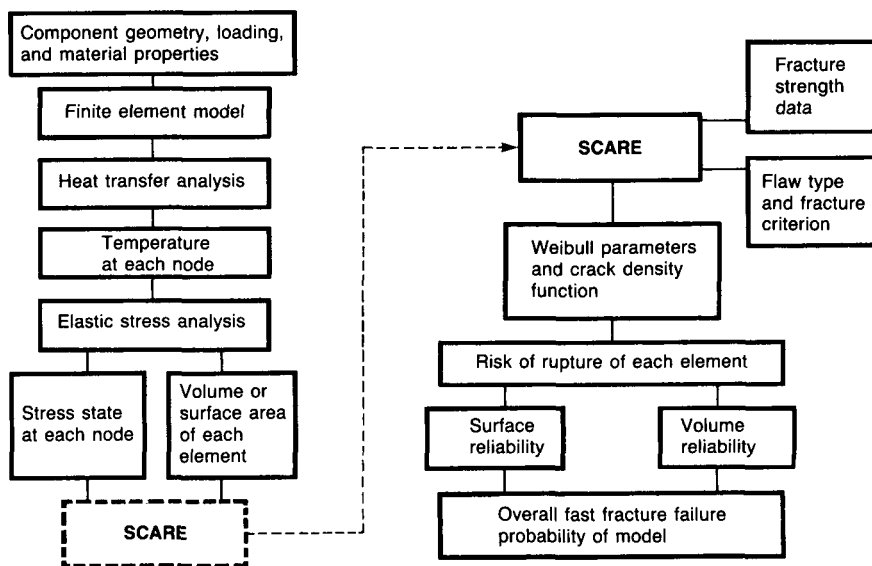 Component geometry, loading,
and material properties
Finite element model
Heat transfer analysis
Temperature
at each node
Elastic stress analysis
Stress state
at each node
Volume or
surface area
of each
element
SCARE
Fracture
strength
data
SCARE
Flaw type
and fracture
criterion
Weibull parameters
and crack density
function
Risk of rupture of each element
Surface
reliability
Volume
reliability
Overall fast fracture failure
probability of model